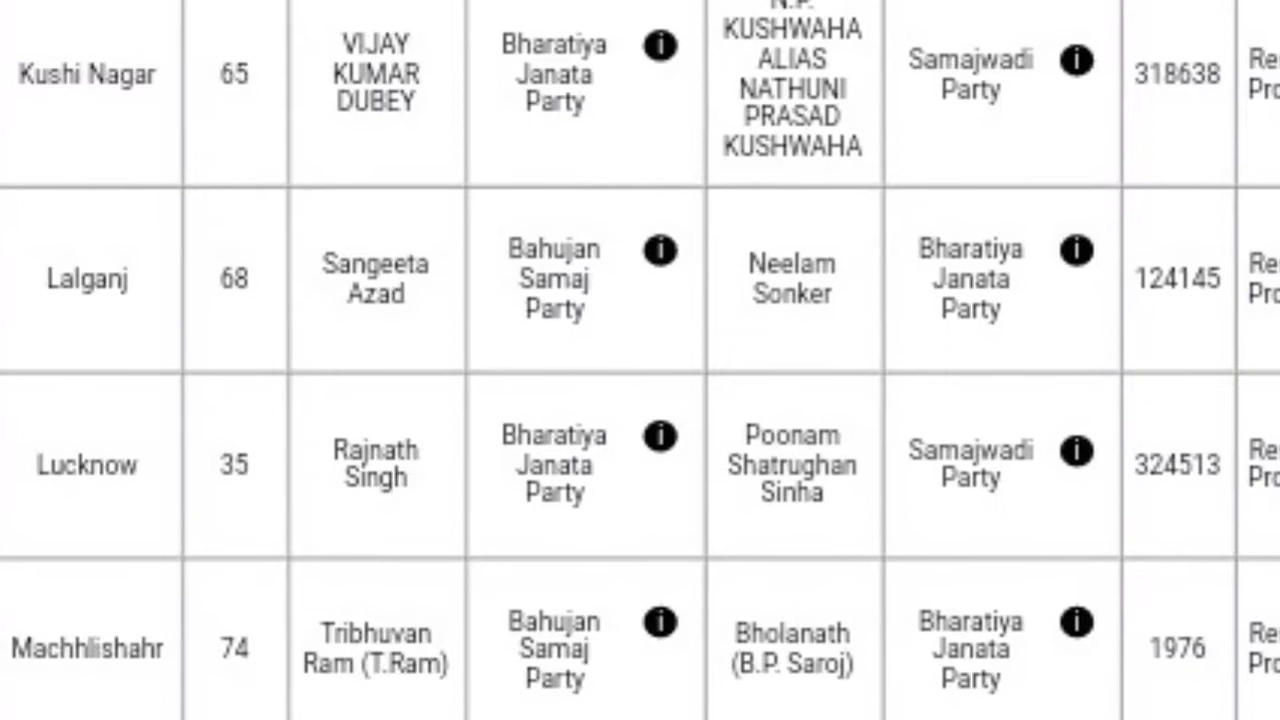 N.P.
Kushi Nagar
65
VIJAY
KUMAR
DUBEY
Bharatiya
Janata
Party
i
KUSHWAHA
ALIAS
NATHUNI
PRASAD
KUSHWAHA
Samajwadi
Party
i
318638
Lalganj
68
Sangeeta
Azad
Bahujan
Samaj
Party
i
Neelam
Sonker
Bharatiya
Janata
Party
i
124145
Lucknow
35
Rajnath
Singh
Bharatiya
Janata
Party
i
Poonam
Shatrughan
Sinha
Samajwadi
Party
i
324513
Machhlishahr
74
Tribhuvan
Ram (T.Ram)
Bahujan
Samaj
Party
i
Bholanath
(B.P. Saroj)
Bharatiya
Janata
Party
i
1976